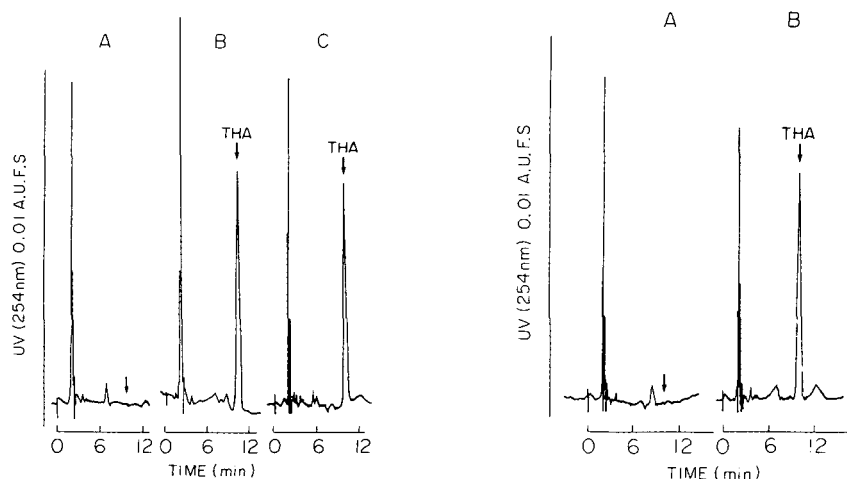 A B C
THA
THA
UV (254nm) 0.01 A.U.F.S
0 6 12 0 6 12 0 6 12
TIME (min)
A B
THA
UV (254nm) 0.01 A.U.F.S
0 6 12 0 6 12
TIME (min)